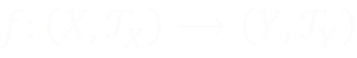 f: (X, 𝒯_X) ⟶ (Y, 𝒯_Y)